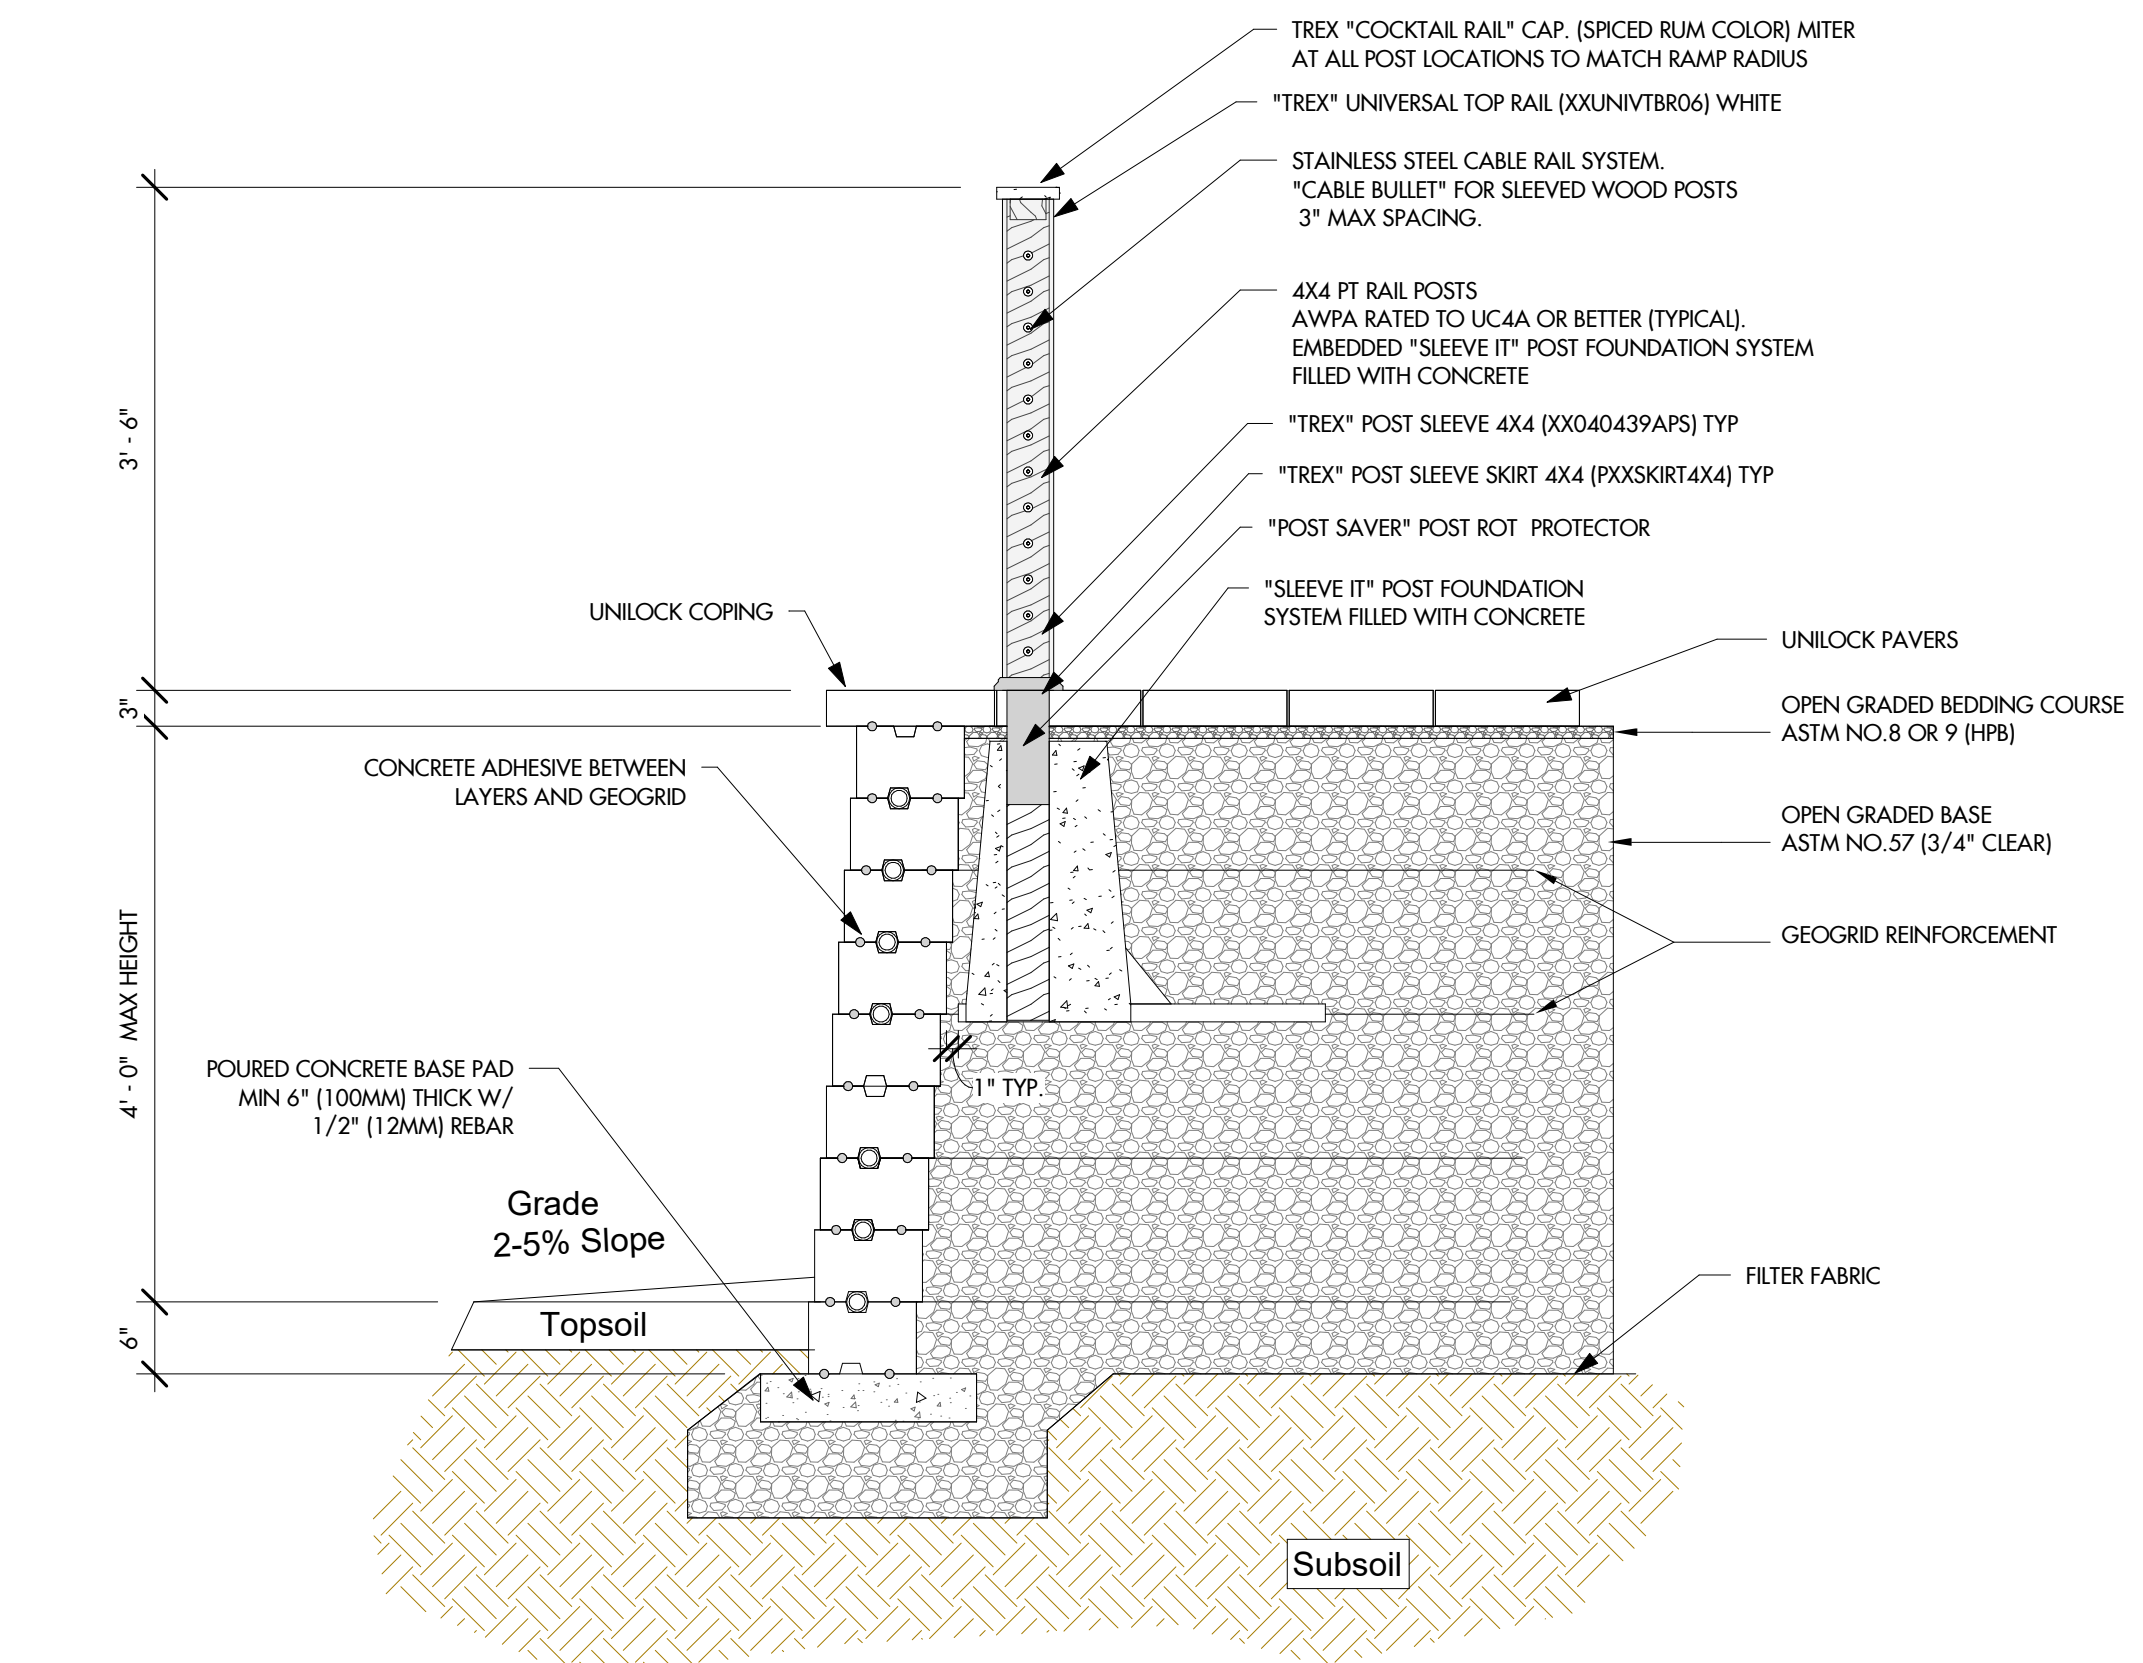 TREX "COCKTAIL RAIL" CAP. (SPICED RUM COLOR) MITER
AT ALL POST LOCATIONS TO MATCH RAMP RADIUS
"TREX" UNIVERSAL TOP RAIL (XXUNIVTBR06) WHITE
STAINLESS STEEL CABLE RAIL SYSTEM.
"CABLE BULLET" FOR SLEEVED WOOD POSTS
3" MAX SPACING.
4X4 PT RAIL POSTS
AWPA RATED TO UC4A OR BETTER (TYPICAL).
EMBEDDED "SLEEVE IT" POST FOUNDATION SYSTEM
FILLED WITH CONCRETE
3' - 6"
"TREX" POST SLEEVE 4X4 (XX040439APS) TYP
"TREX" POST SLEEVE SKIRT 4X4 (PXXSKIRT4X4) TYP
"POST SAVER" POST ROT PROTECTOR
"SLEEVE IT" POST FOUNDATION
SYSTEM FILLED WITH CONCRETE
UNILOCK COPING
UNILOCK PAVERS
3"
OPEN GRADED BEDDING COURSE
ASTM NO.8 OR 9 (HPB)
CONCRETE ADHESIVE BETWEEN
LAYERS AND GEOGRID
OPEN GRADED BASE
ASTM NO.57 (3/4" CLEAR)
GEOGRID REINFORCEMENT
4' - 0" MAX HEIGHT
POURED CONCRETE BASE PAD
MIN 6" (100MM) THICK W/
1/2" (12MM) REBAR
1" TYP.
Grade
2-5% Slope
FILTER FABRIC
Topsoil
6"
Subsoil